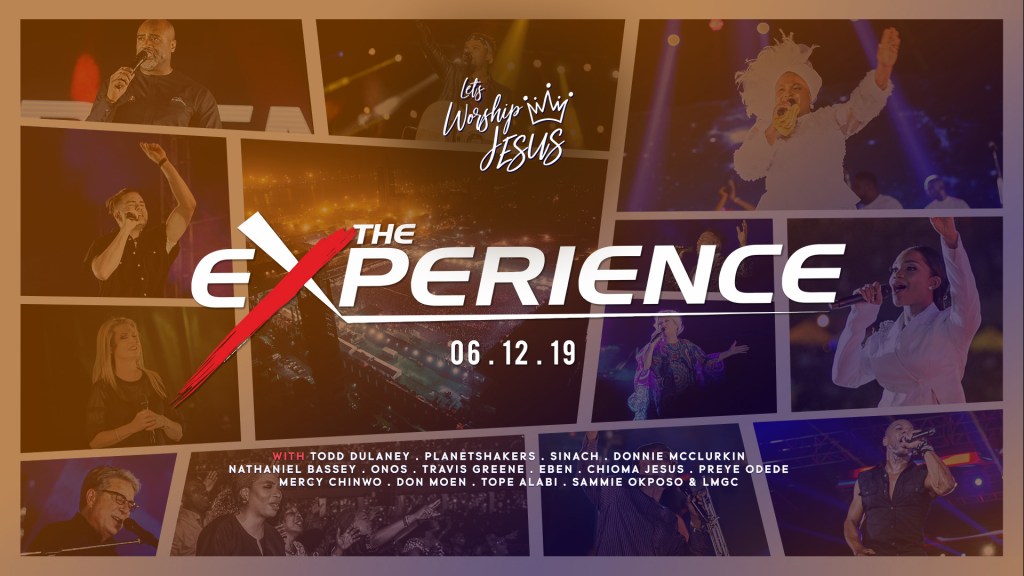 Lets
Worship
JESUS
THE
EXPERIENCE
06.12.19
WITH TODD DULANEY . PLANETSHAKERS . SINACH . DONNIE MCCLURKIN
NATHANIEL BASSEY . ONOS . TRAVIS GREENE . EBEN . CHIOMA JESUS . PREYE ODEDE
MERCY CHINWO . DON MOEN . TOPE ALABI . SAMMIE OKPOSO & LMGC